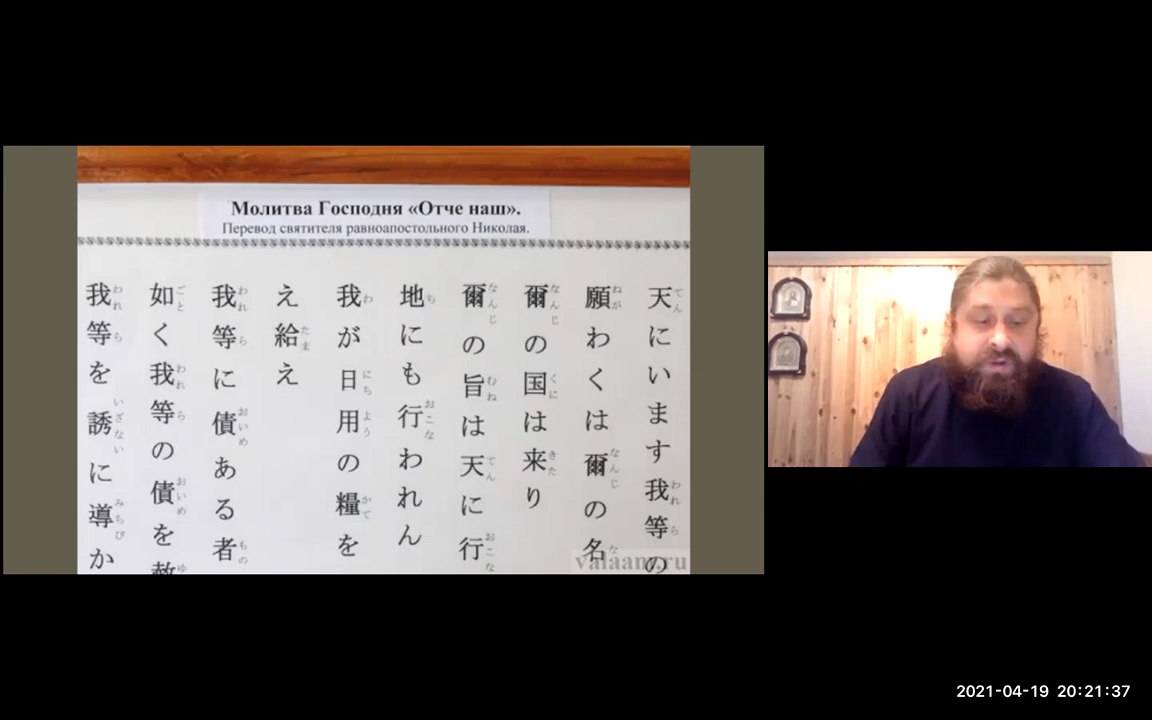 Молитва Господня «Отче наш».
Перевод святителя равноапостольного Николая.
天にいます我等の
願わくは爾の名
爾の国は来り
爾の旨は天に行
地にも行われん
我が日用の糧を
え給え
我等に債ある者
如く我等の債を赦
我等を誘に導か
valaam.ru
2021-04-19 20:21:37